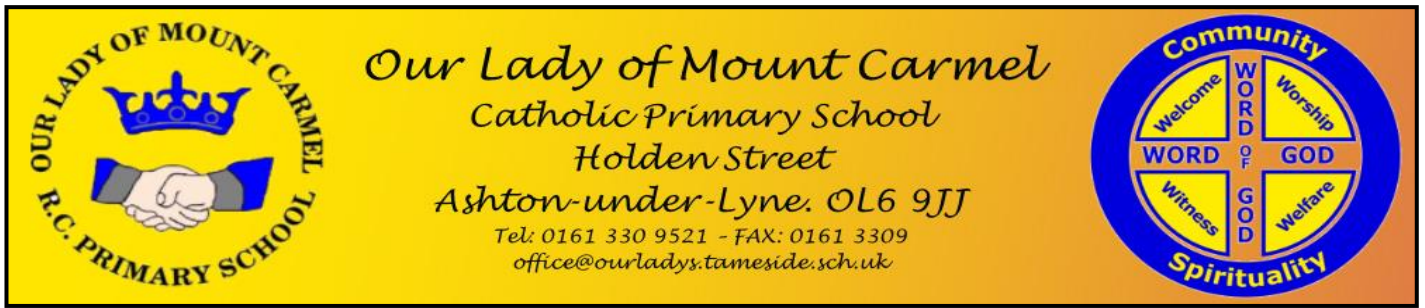 OUR LADY OF MOUNT CARMEL
R.C. PRIMARY SCHOOL
Our Lady of Mount Carmel
Catholic Primary School
Holden Street
Ashton-under-Lyne. OL6 9JJ
Tel: 0161 330 9521 – FAX: 0161 3309
office@ourladys.tameside.sch.uk
Community
Welcome
Worship
WORD OF GOD
WORD OF GOD
Witness
Welfare
Spirituality